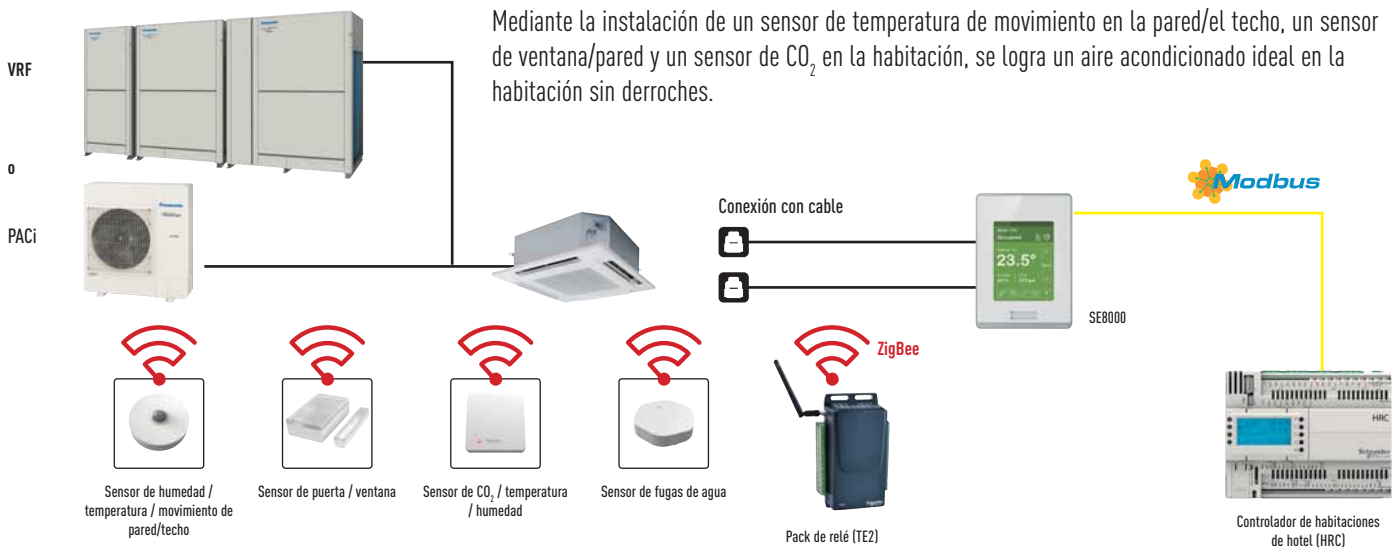 Mediante la instalación de un sensor de temperatura de movimiento en la pared/el techo, un sensor
de ventana/pared y un sensor de CO₂ en la habitación, se logra un aire acondicionado ideal en la
habitación sin derroches.
VRF
o
PACi
Panasonic
Conexión con cable
Modbus
23.5°
SE8000
ZigBee
HRC
Schneider
Sensor de humedad /
temperatura / movimiento de
pared/techo
Sensor de puerta / ventana
Sensor de CO₂ / temperatura
/ humedad
Sensor de fugas de agua
Pack de relé (TE2)
Controlador de habitaciones
de hotel (HRC)